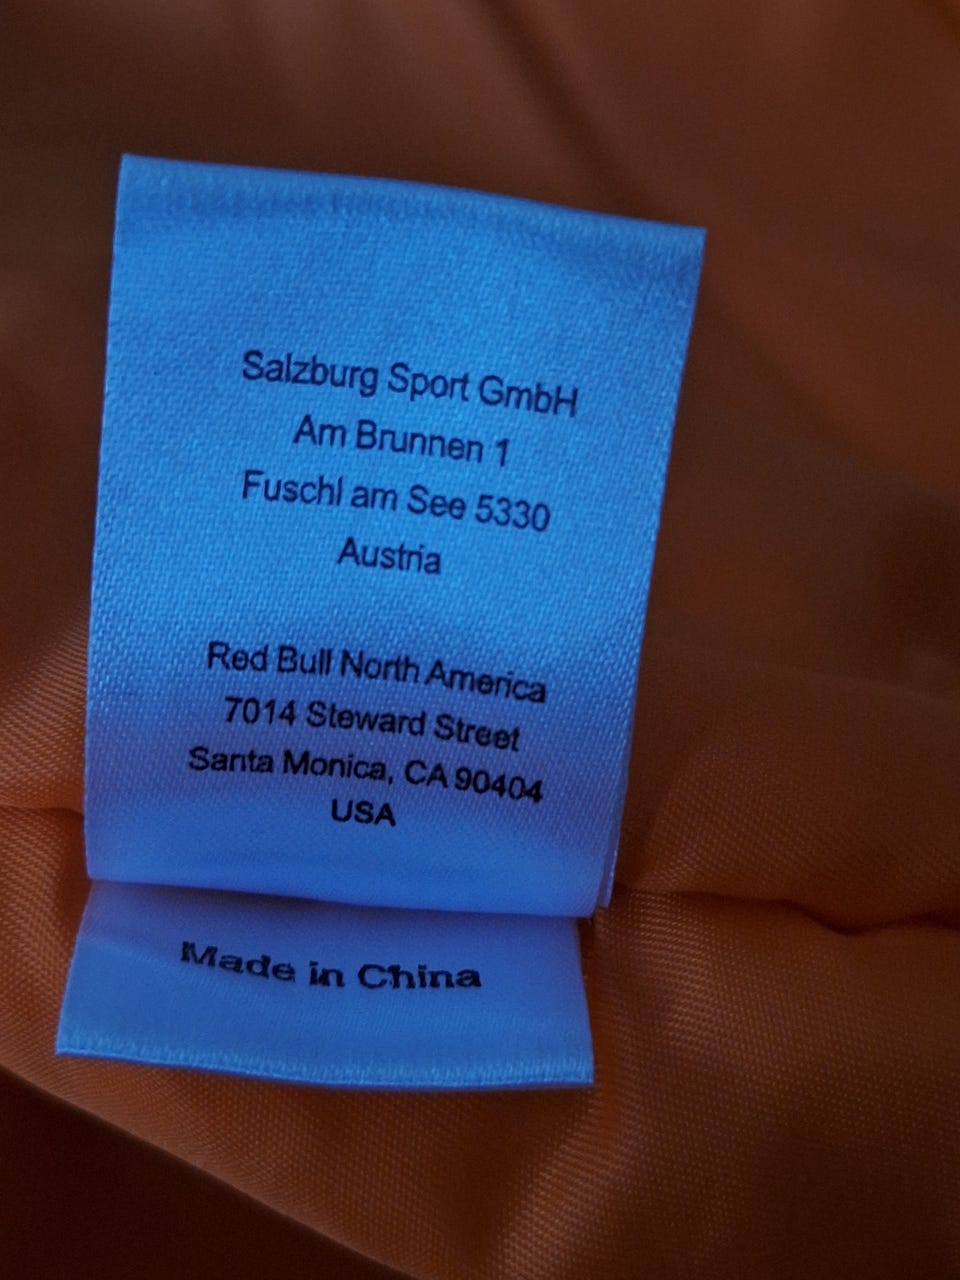 Salzburg Sport GmbH
Am Brunnen 1
Fuschl am See 5330
Austria
Red Bull North America
7014 Steward Street
Santa Monica, CA 90404
USA
Made in China